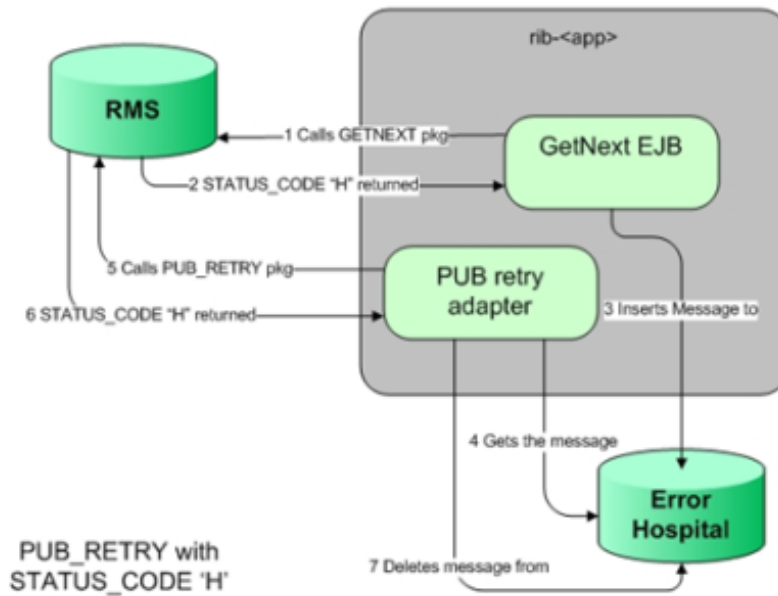 rib-<app>
RMS
1 Calls GETNEXT pkg
GetNext EJB
2 STATUS_CODE "H" returned
5 Calls PUB_RETRY pkg
PUB retry
adapter
6 STATUS_CODE "H" returned
3 Inserts Message to
4 Gets the message
Error
Hospital
PUB_RETRY with
STATUS_CODE 'H'
7 Deletes message from